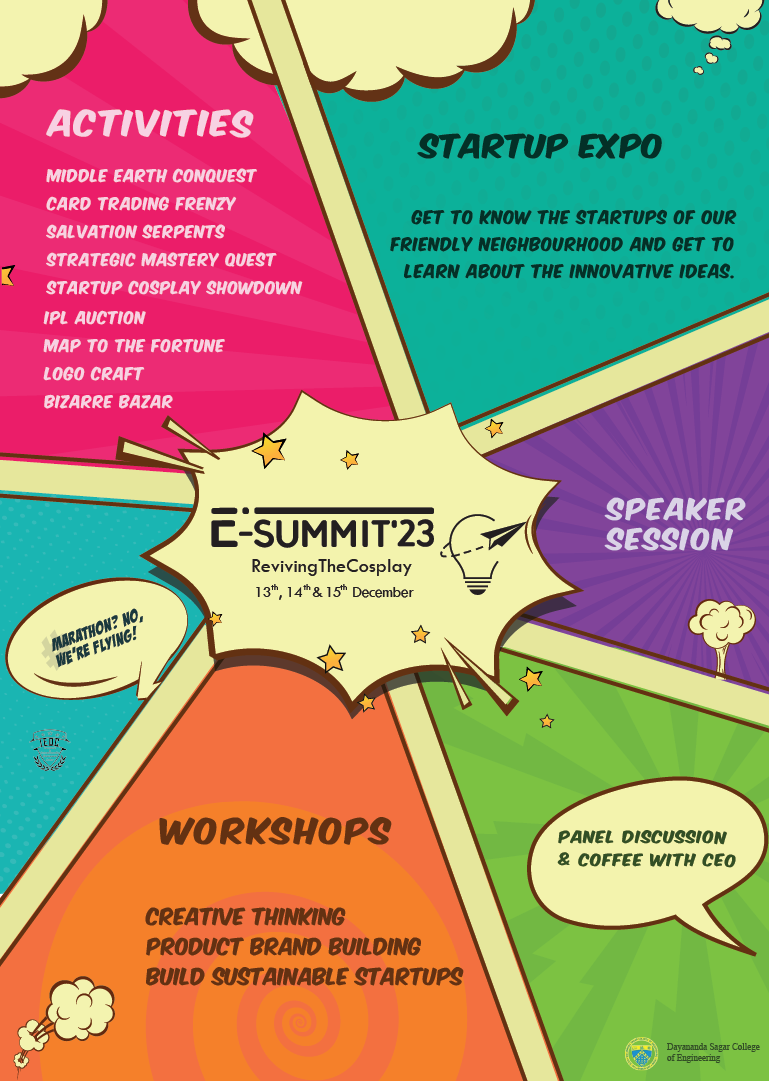 ACTIVITIES
MIDDLE EARTH CONQUEST
CARD TRADING FRENZY
SALVATION SERPENTS
STRATEGIC MASTERY QUEST
STARTUP COSPLAY SHOWDOWN
IPL AUCTION
MAP TO THE FORTUNE
LOGO CRAFT
BIZARRE BAZAR
STARTUP EXPO
GET TO KNOW THE STARTUPS OF OUR
FRIENDLY NEIGHBOURHOOD AND GET TO
LEARN ABOUT THE INNOVATIVE IDEAS.
SPEAKER
SESSION
E-SUMMIT'23
RevivingTheCosplay
13th, 14th & 15th December
MARATHON? NO,
WE'RE FLYING!
WORKSHOPS
CREATIVE THINKING
PRODUCT BRAND BUILDING
BUILD SUSTAINABLE STARTUPS
PANEL DISCUSSION
& COFFEE WITH CEO
Dayananda Sagar College
of Engineering